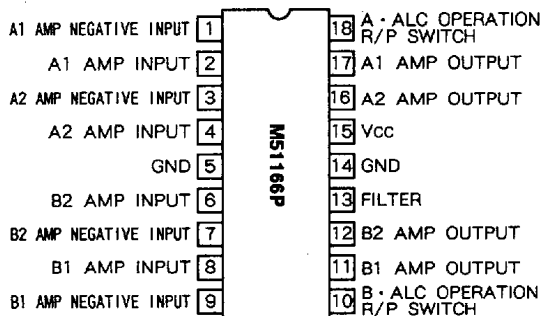 A1 AMP NEGATIVE INPUT 1
A1 AMP INPUT 2
A2 AMP NEGATIVE INPUT 3
A2 AMP INPUT 4
GND 5
B2 AMP INPUT 6
B2 AMP NEGATIVE INPUT 7
B1 AMP INPUT 8
B1 AMP NEGATIVE INPUT 9
M51166P
18 A・ALC OPERATION
R/P SWITCH
17 A1 AMP OUTPUT
16 A2 AMP OUTPUT
15 Vcc
14 GND
13 FILTER
12 B2 AMP OUTPUT
11 B1 AMP OUTPUT
10 B・ALC OPERATION
R/P SWITCH